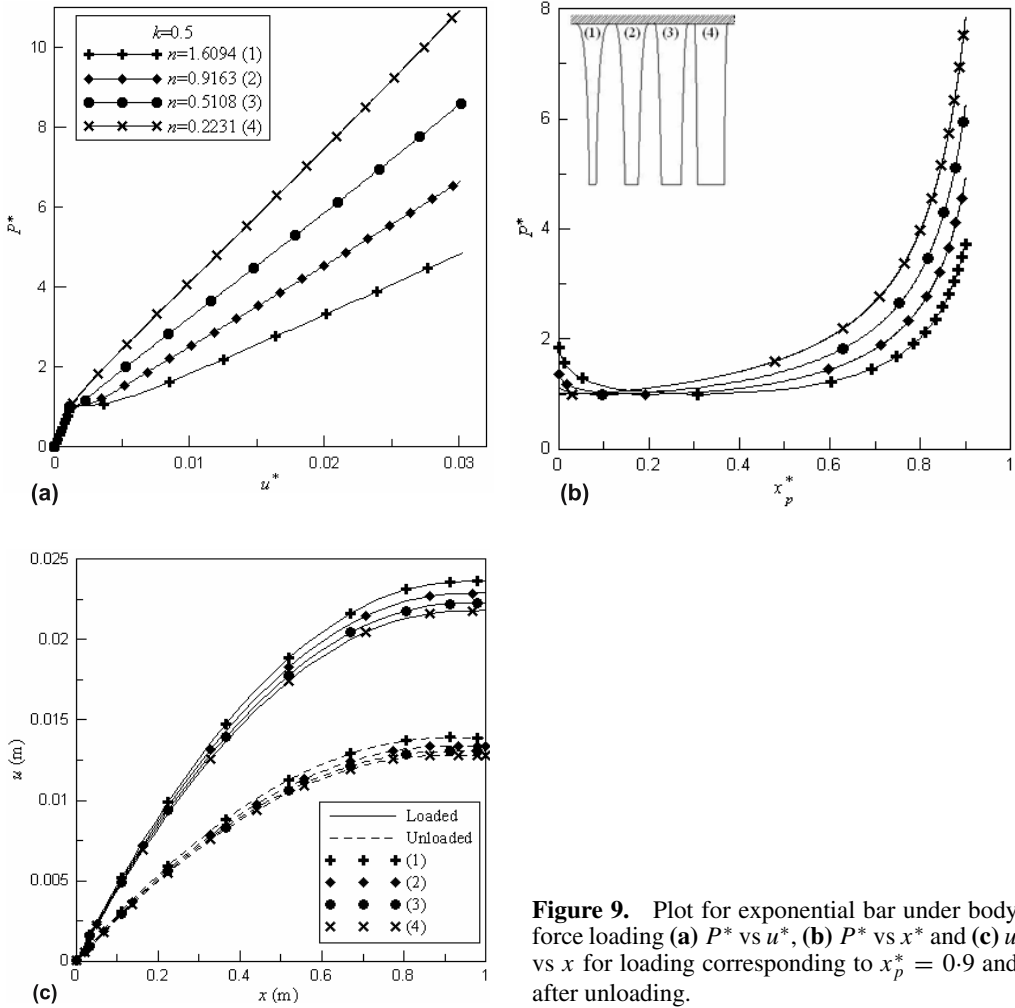 k=0.5
n=1.6094 (1)
n=0.9163 (2)
n=0.5108 (3)
n=0.2231 (4)
10
8
6
4
2
0
P*
0
0.01
0.02
0.03
u*
(a)
(1) (2) (3) (4)
8
6
4
2
0
P*
0
0.2
0.4
0.6
0.8
1
x*p
(b)
0.025
0.02
0.015
0.01
0.005
0
u (m)
Loaded
Unloaded
(1)
(2)
(3)
(4)
0
0.2
0.4
0.6
0.8
1
x (m)
(c)
Figure 9. Plot for exponential bar under body
force loading (a) P* vs u*, (b) P* vs x* and (c) u
vs x for loading corresponding to x*p = 0·9 and
after unloading.